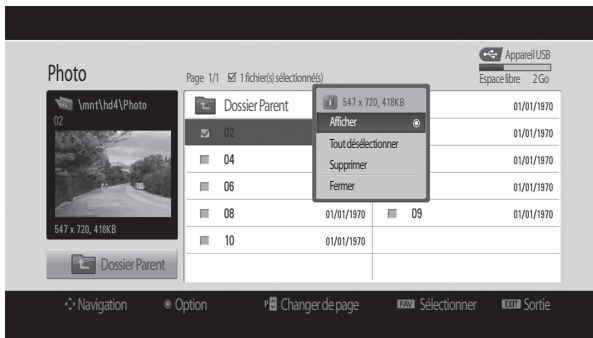 Appareil USB
Photo
Page 1/1 1 fichier(s) sélectionné(s)
Espace libre 2 Go
\mnt\hd4\Photo
02
547 x 720, 418KB
Dossier Parent
Dossier Parent
02
04
06
08 01/01/1970
10 01/01/1970
547 x 720, 418KB
Afficher
Tout désélectionner
Supprimer
Fermer
01/01/1970
01/01/1970
01/01/1970
01/01/1970
09 01/01/1970
Navigation
Option
P Changer de page
FAV Sélectionner
EXIT Sortie